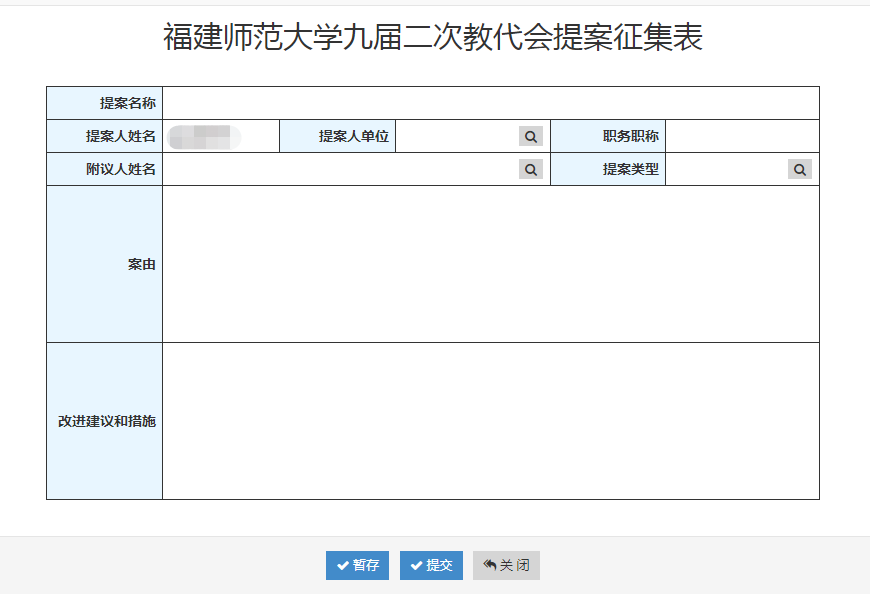 福建师范大学九届二次教代会提案征集表
提案名称
提案人姓名 提案人单位 职务职称
附议人姓名 提案类型
案由
改进建议和措施
暂存 提交 关 闭